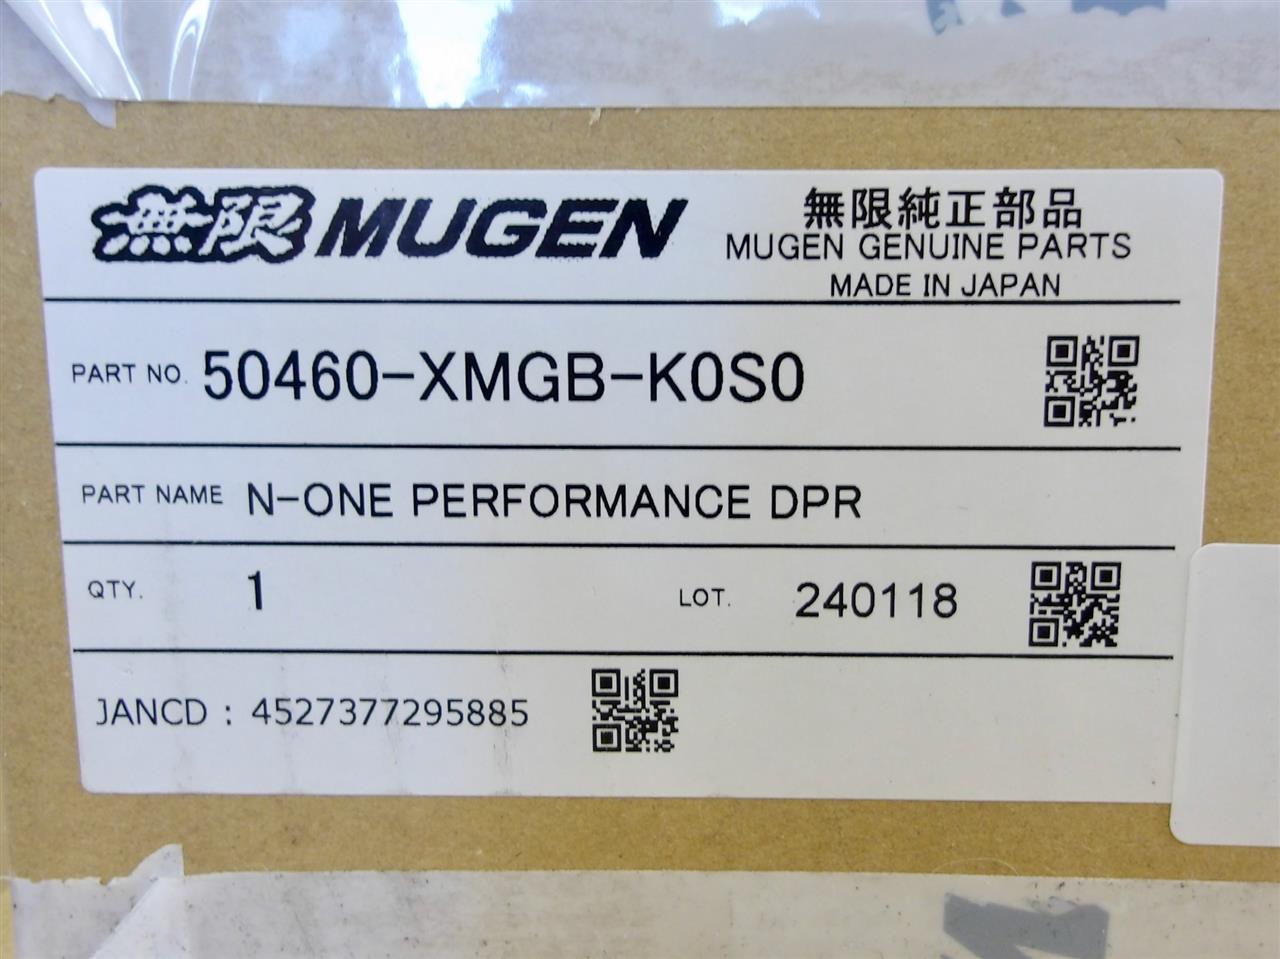 無限 MUGEN
無限純正部品
MUGEN GENUINE PARTS
MADE IN JAPAN
PART NO. 50460-XMGB-K0S0
PART NAME N-ONE PERFORMANCE DPR
QTY. 1 LOT. 240118
JANCD : 4527377295885